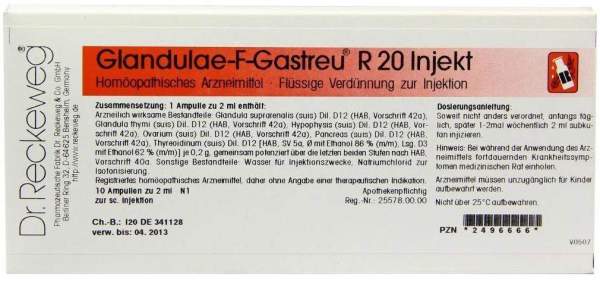 Dr. Reckeweg®
Pharmazeutische Fabrik Dr. Reckeweg & Co. GmbH
Berliner Ring 32, D-64625 Bensheim, Germany
http://www.reckeweg.de
Glandulae-F-Gastreu® R 20 Injekt
Homöopathisches Arzneimittel · Flüssige Verdünnung zur Injektion
Zusammensetzung: 1 Ampulle zu 2 ml enthält:
Arzneilich wirksame Bestandteile: Glandula suprarenalis (suis) Dil. D12 (HAB, Vorschrift 42a),
Glandula thymi (suis) Dil. D12 (HAB, Vorschrift 42a), Hypophysis (suis) Dil. D12 (HAB, Vor-
schrift 42a), Ovarium (suis) Dil. D12 (HAB, Vorschrift 42a), Pancreas (suis) Dil. D12 (HAB,
Vorschrift 42a), Thyreoidinum (suis) Dil. D12 [HAB, SV 5a, Ø mit Ethanol 86 % (m/m), Lsg. D3
mit Ethanol 62 % (m/m)] je 0,2 g, gemeinsam potenziert über die letzten beiden Stufen nach HAB,
Vorschrift 40a. Sonstige Bestandteile: Wasser für Injektionszwecke, Natriumchlorid zur
Isotonisierung.
Registriertes homöopathisches Arzneimittel, daher ohne Angabe einer therapeutischen Indikation.
10 Ampullen zu 2 ml N1
zur sc. Injektion
Apothekenpflichtig
Reg.-Nr.: 25578.00.00
Ch.-B.: I20 DE 341128
verw. bis: 04. 2013
Dosierungsanleitung:
Soweit nicht anders verordnet, anfangs täg-
lich, später 1-2mal wöchentlich 2 ml subku-
tan injizieren.
Hinweis: Bei während der Anwendung des Arz-
neimittels fortdauernden Krankheitssymp-
tomen medizinischen Rat einholen.
Arzneimittel müssen unzugänglich für Kinder
aufbewahrt werden.
Nicht über 25°C aufbewahren.
PZN *2496666*
V0507